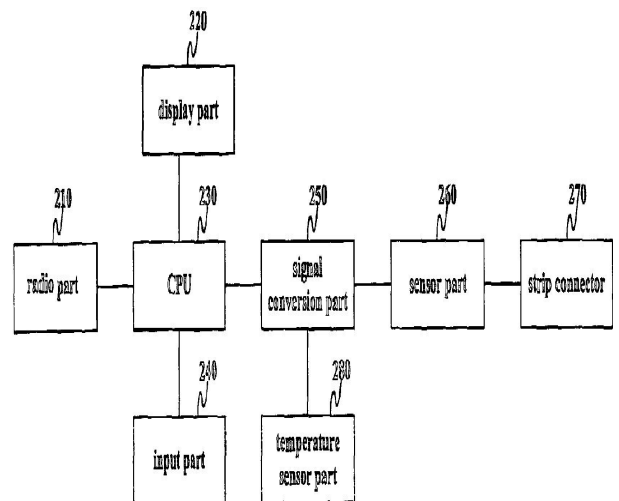 220
display part
210
230
250
260
270
radio part
CPU
signal
conversion part
sensor part
strip connector
240
280
input part
temperature
sensor part